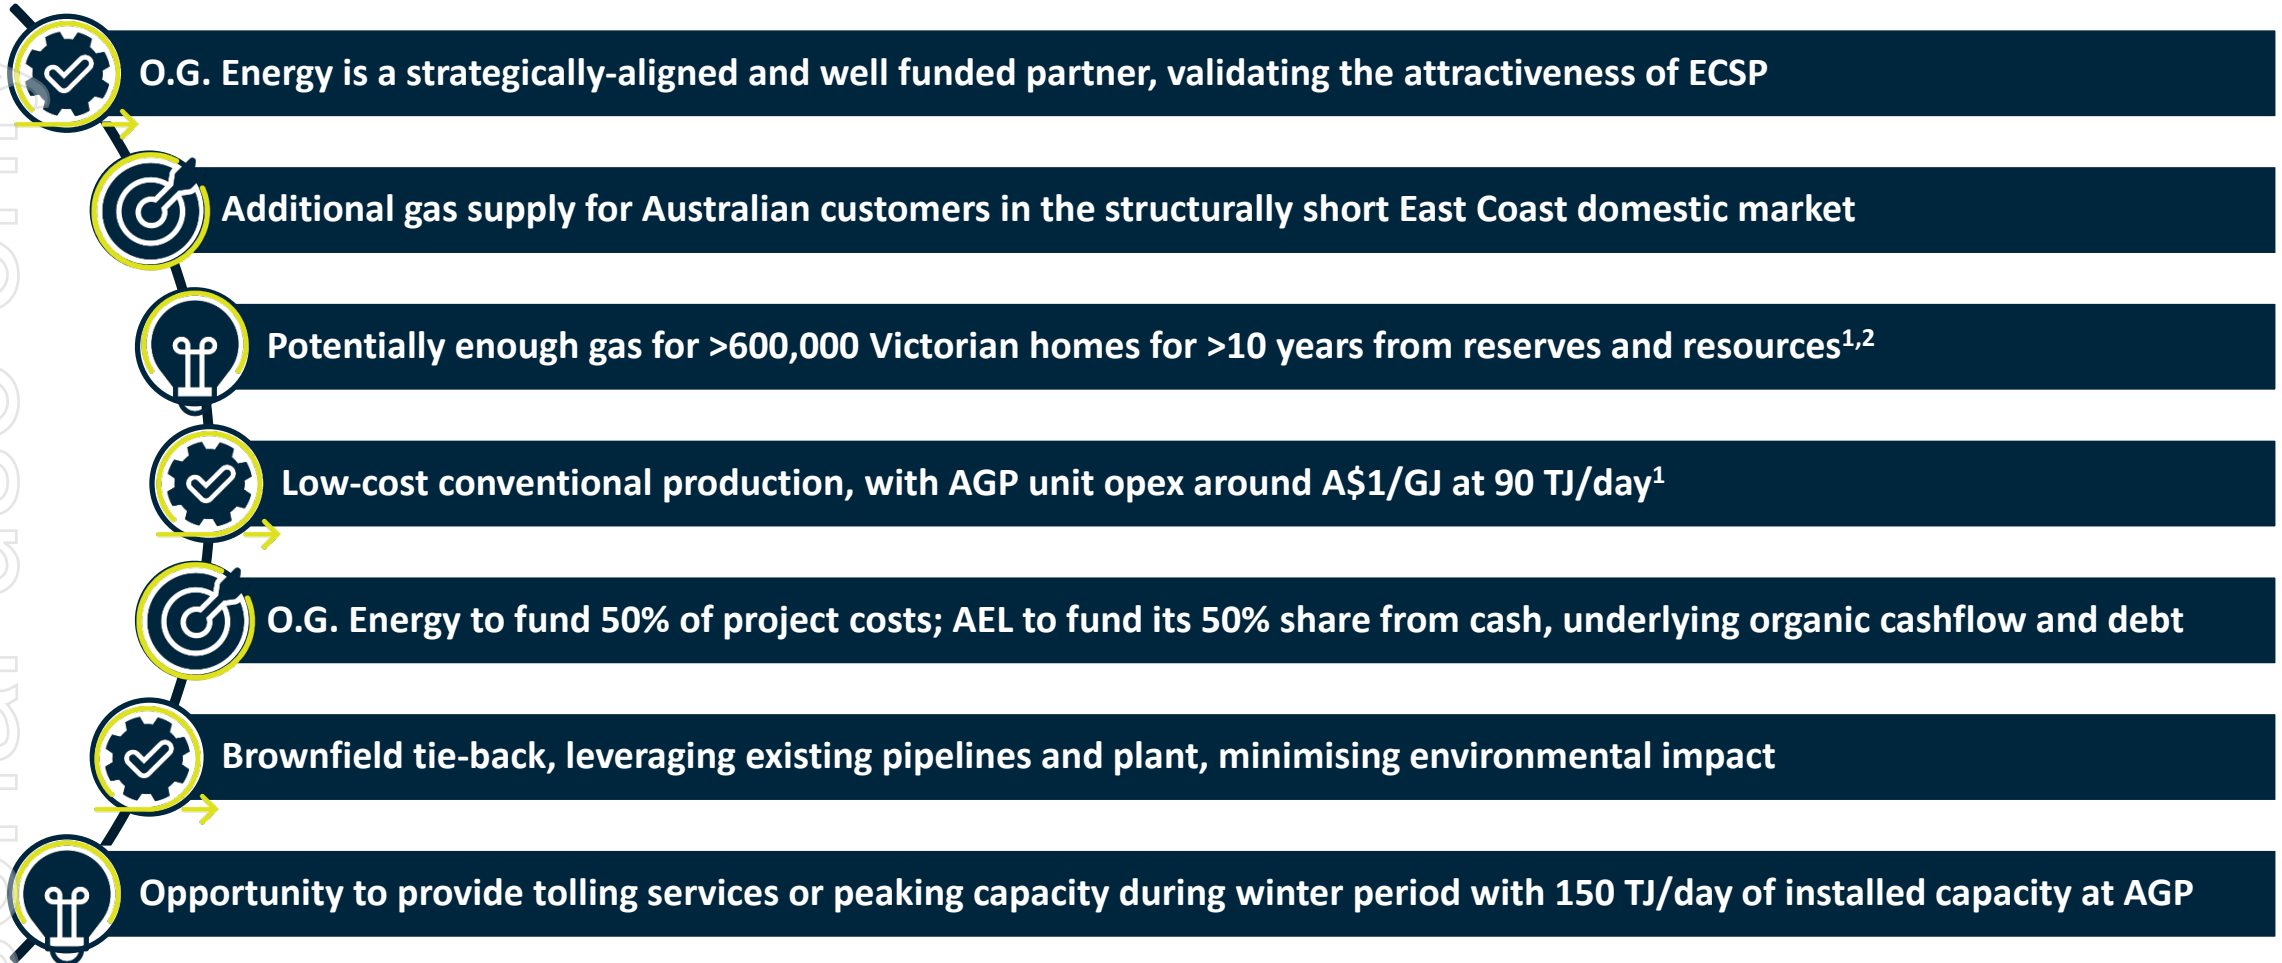 O.G. Energy is a strategically-aligned and well funded partner, validating the attractiveness of ECSP
Additional gas supply for Australian customers in the structurally short East Coast domestic market
Potentially enough gas for >600,000 Victorian homes for >10 years from reserves and resources1,2
Low-cost conventional production, with AGP unit opex around A$1/GJ at 90 TJ/day1
O.G. Energy to fund 50% of project costs; AEL to fund its 50% share from cash, underlying organic cashflow and debt
Brownfield tie-back, leveraging existing pipelines and plant, minimising environmental impact
Opportunity to provide tolling services or peaking capacity during winter period with 150 TJ/day of installed capacity at AGP